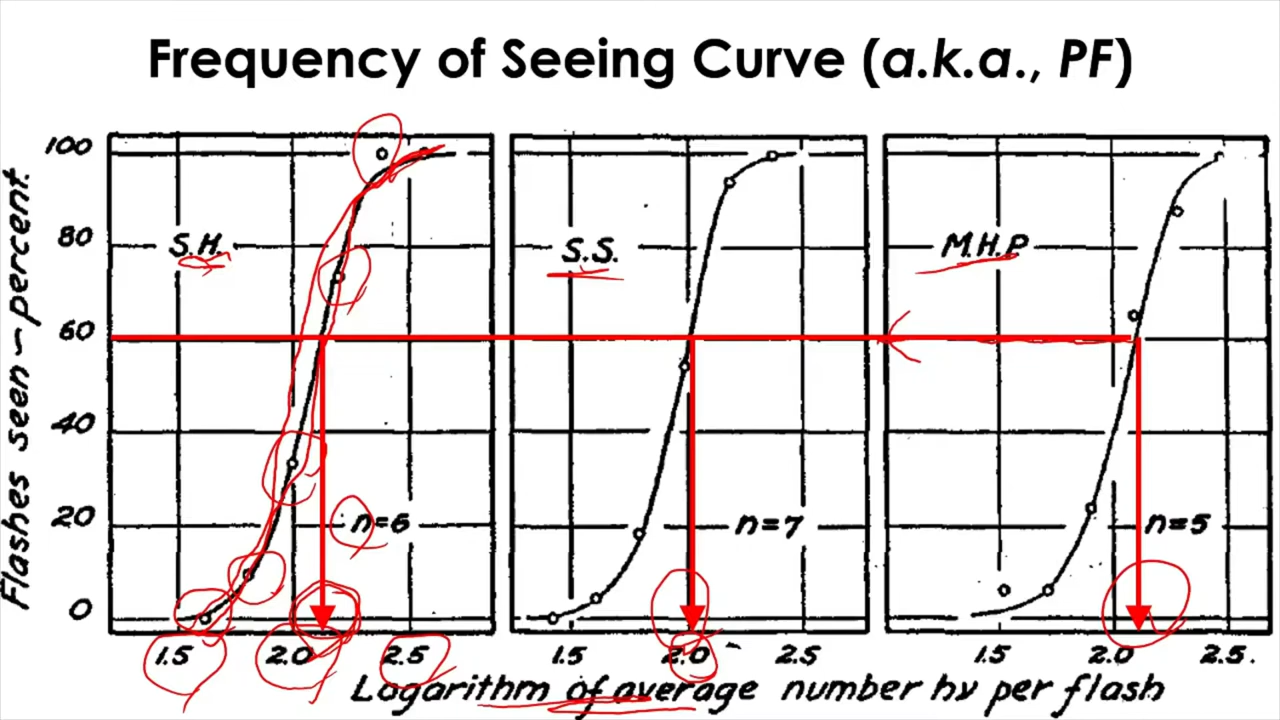 Frequency of Seeing Curve (a.k.a., PF)
Flashes seen — percent.
100
80
60
40
20
0
S.H.
n=6
1.5 2.0 2.5
S.S.
n=7
1.5 2.0 2.5
M.H.P
n=5
1.5 2.0 2.5.
Logarithm of average number hν per flash